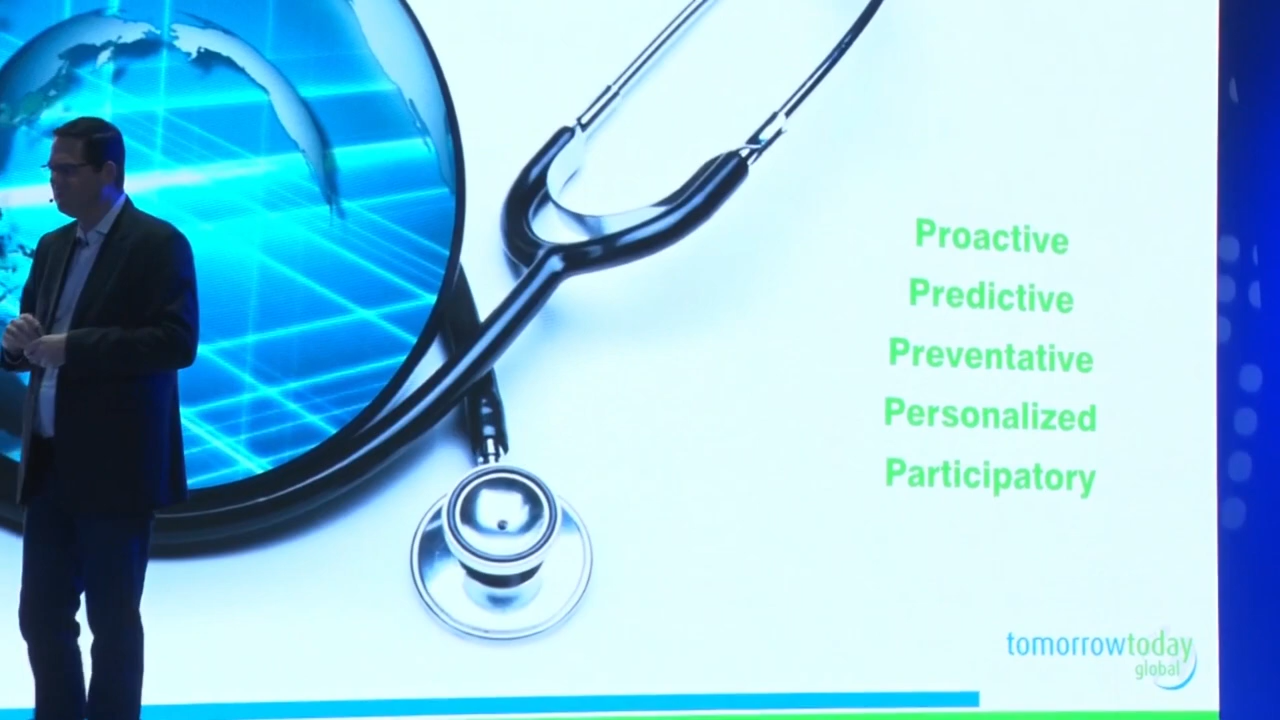 Proactive
Predictive
Preventative
Personalized
Participatory
tomorrowtoday
global